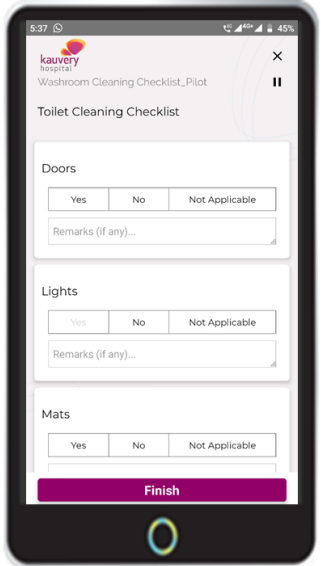 5:37 4G+ 45%
kauvery
hospital
Washroom Cleaning Checklist_Pilot
Toilet Cleaning Checklist
Doors
Yes No Not Applicable
Remarks (if any)...
Lights
Yes No Not Applicable
Remarks (if any)...
Mats
Yes No Not Applicable
Finish